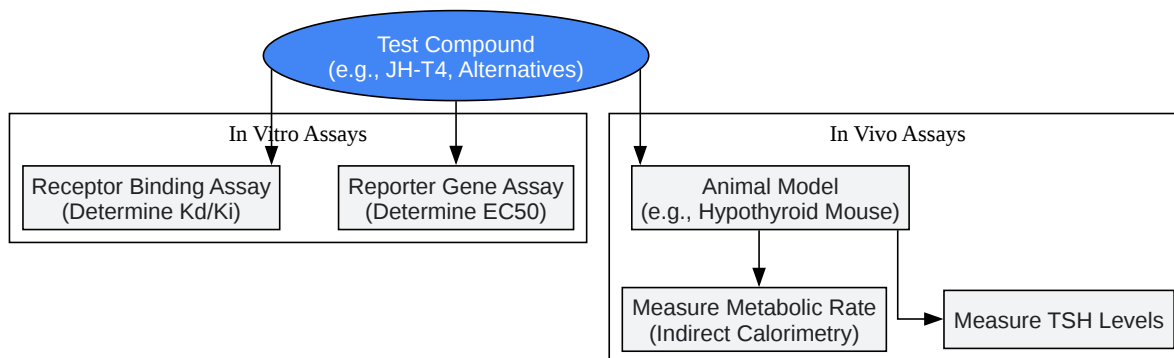 Test Compound
(e.g., JH-T4, Alternatives)
In Vitro Assays
Receptor Binding Assay
(Determine Kd/Ki)
Reporter Gene Assay
(Determine EC50)
In Vivo Assays
Animal Model
(e.g., Hypothyroid Mouse)
Measure Metabolic Rate
(Indirect Calorimetry)
Measure TSH Levels